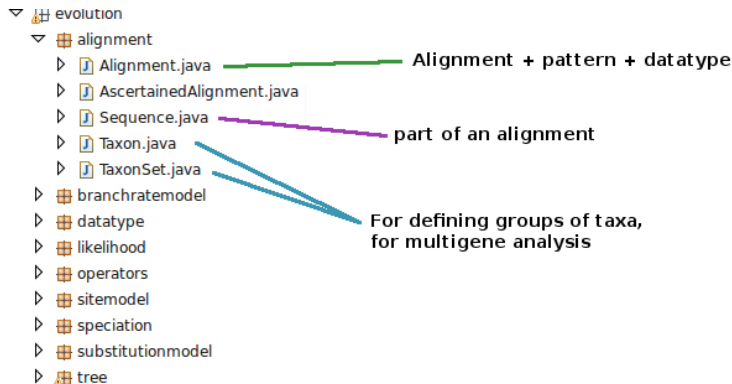 evolution
alignment
Alignment.java
Alignment + pattern + datatype
AscertainedAlignment.java
Sequence.java
part of an alignment
Taxon.java
TaxonSet.java
branchratemodel
datatype
For defining groups of taxa,
for multigene analysis
likelihood
operators
sitemodel
speciation
substitutionmodel
tree